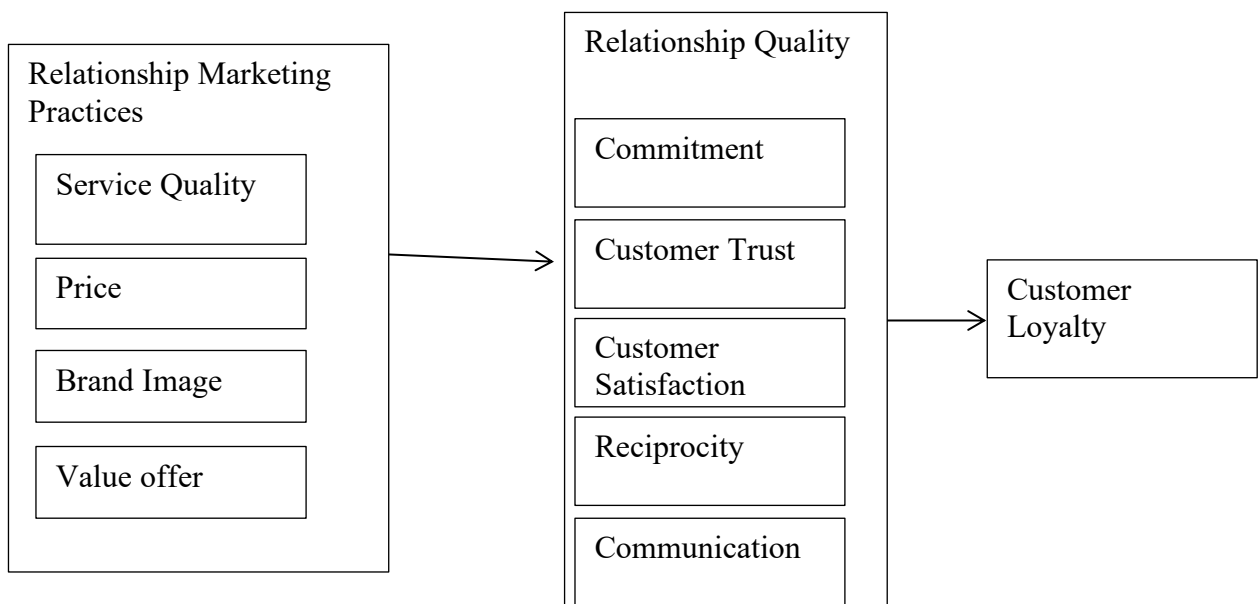 Relationship Marketing
Practices
Service Quality
Price
Brand Image
Value offer
Relationship Quality
Commitment
Customer Trust
Customer
Satisfaction
Reciprocity
Communication
Customer
Loyalty